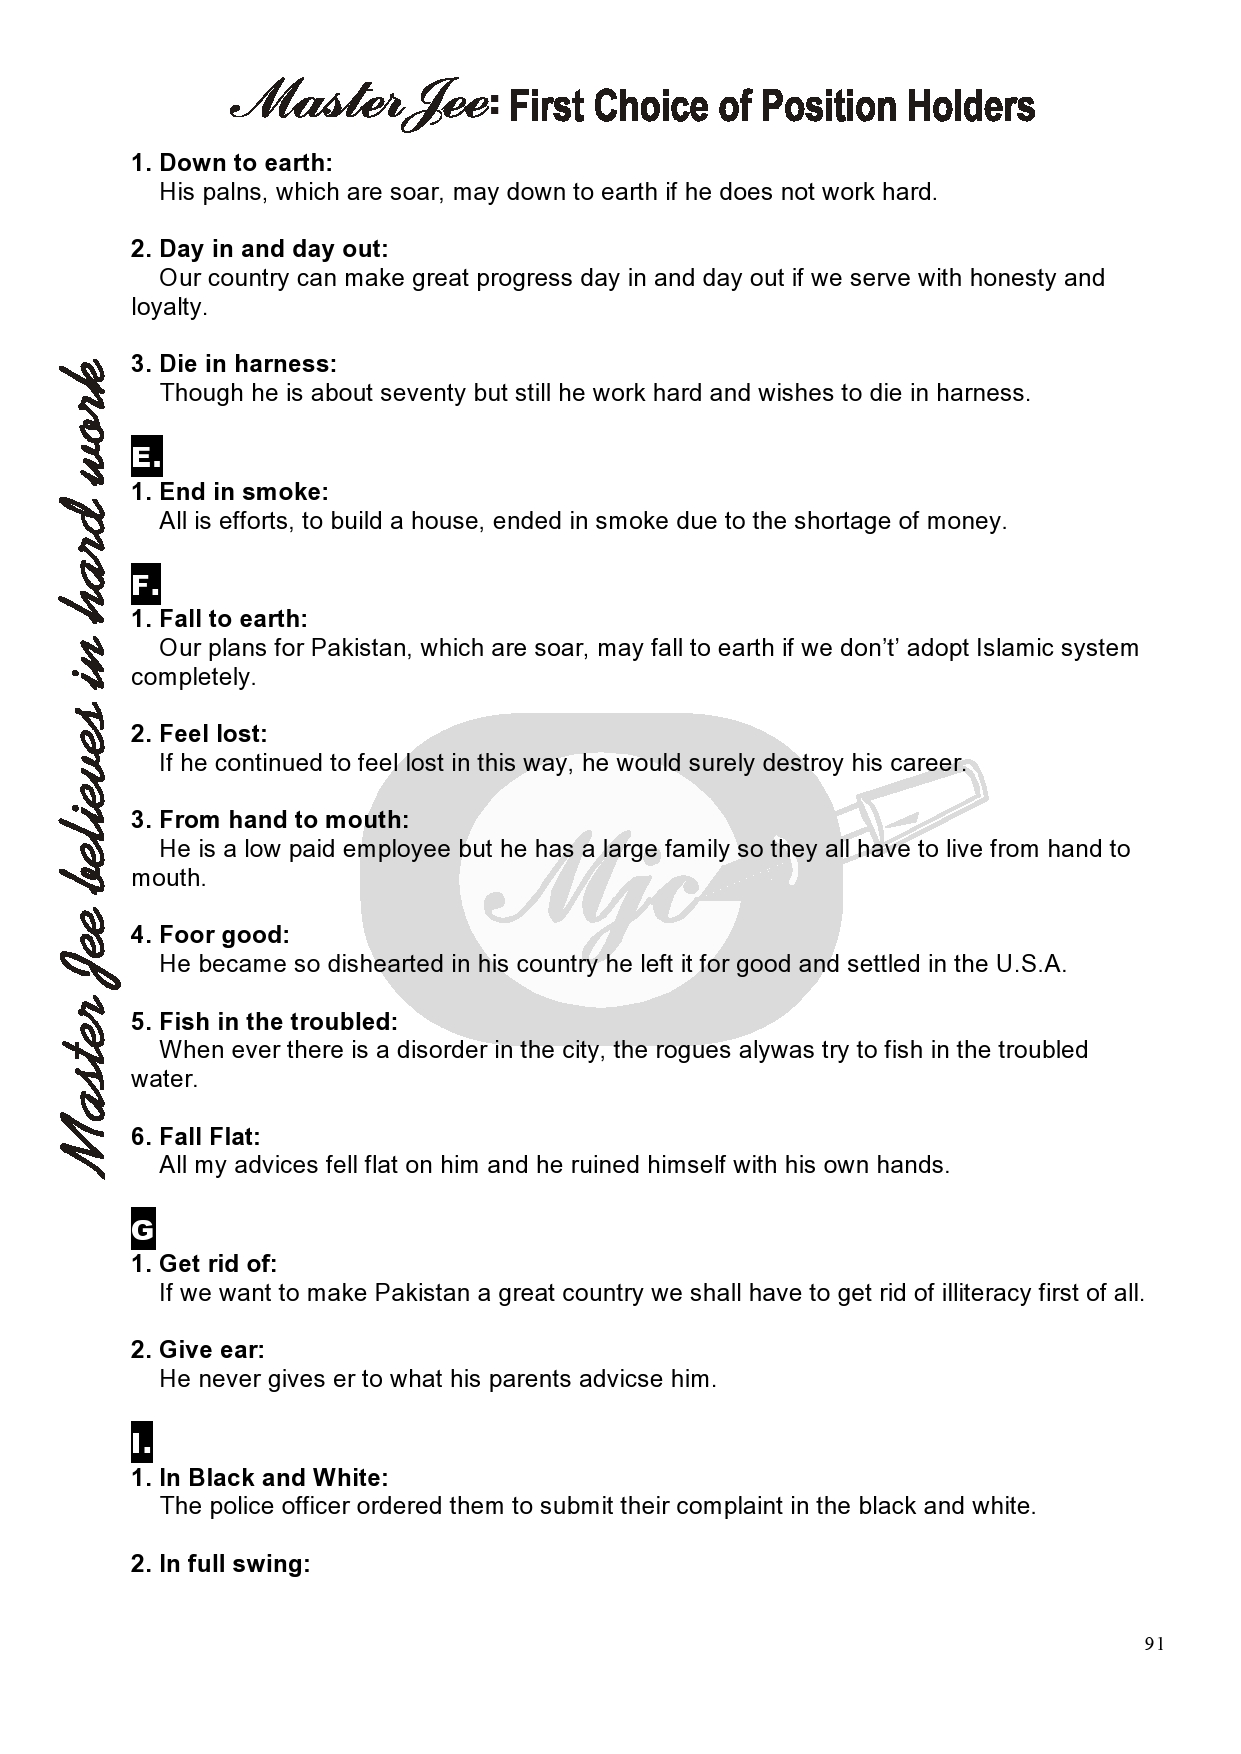 Master Jee: First Choice of Position Holders
1. Down to earth:
His palns, which are soar, may down to earth if he does not work hard.
2. Day in and day out:
Our country can make great progress day in and day out if we serve with honesty and
loyalty.
3. Die in harness:
Though he is about seventy but still he work hard and wishes to die in harness.
E.
1. End in smoke:
All is efforts, to build a house, ended in smoke due to the shortage of money.
F.
1. Fall to earth:
Our plans for Pakistan, which are soar, may fall to earth if we don’t’ adopt Islamic system
completely.
2. Feel lost:
If he continued to feel lost in this way, he would surely destroy his career.
3. From hand to mouth:
He is a low paid employee but he has a large family so they all have to live from hand to
mouth.
4. Foor good:
He became so dishearted in his country he left it for good and settled in the U.S.A.
5. Fish in the troubled:
When ever there is a disorder in the city, the rogues alywas try to fish in the troubled
water.
6. Fall Flat:
All my advices fell flat on him and he ruined himself with his own hands.
G
1. Get rid of:
If we want to make Pakistan a great country we shall have to get rid of illiteracy first of all.
2. Give ear:
He never gives er to what his parents advicse him.
I.
1. In Black and White:
The police officer ordered them to submit their complaint in the black and white.
2. In full swing:
91
Master Jee believes in hard work
Mjc